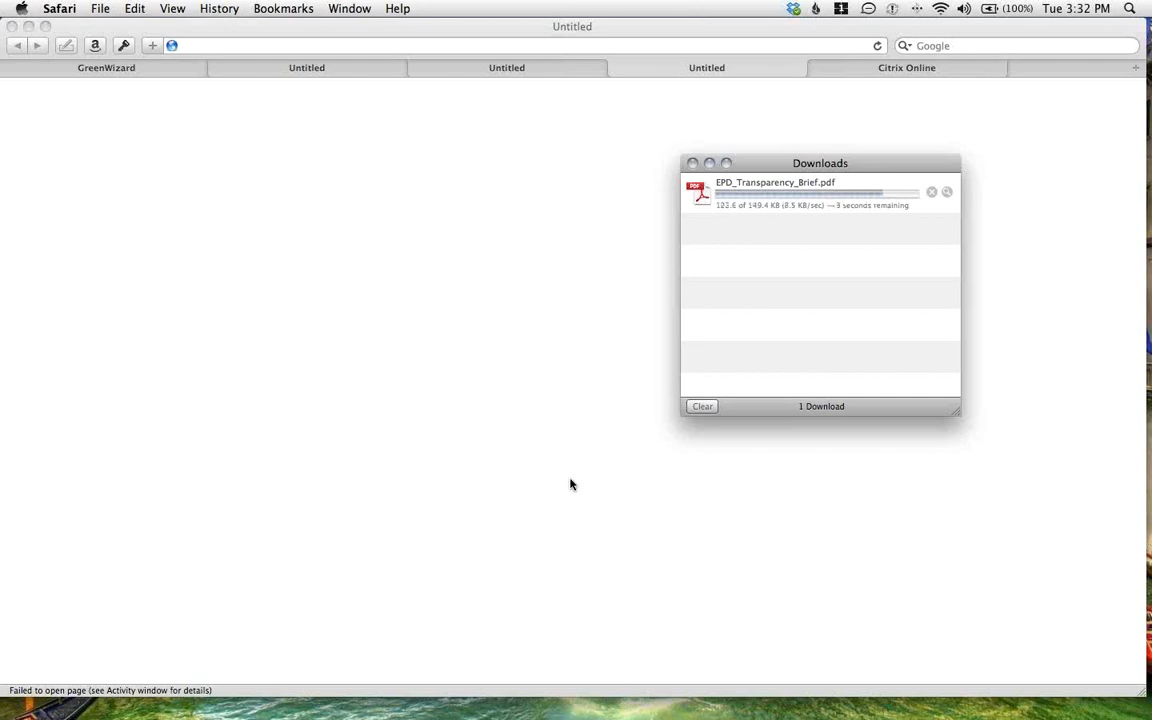 Safari File Edit View History Bookmarks Window Help (100%) Tue 3:32 PM
Untitled
Google
GreenWizard Untitled Untitled Untitled Citrix Online
Downloads
EPD_Transparency_Brief.pdf
123.6 of 149.4 KB (8.5 KB/sec) — 3 seconds remaining
Clear 1 Download
Failed to open page (see Activity window for details)